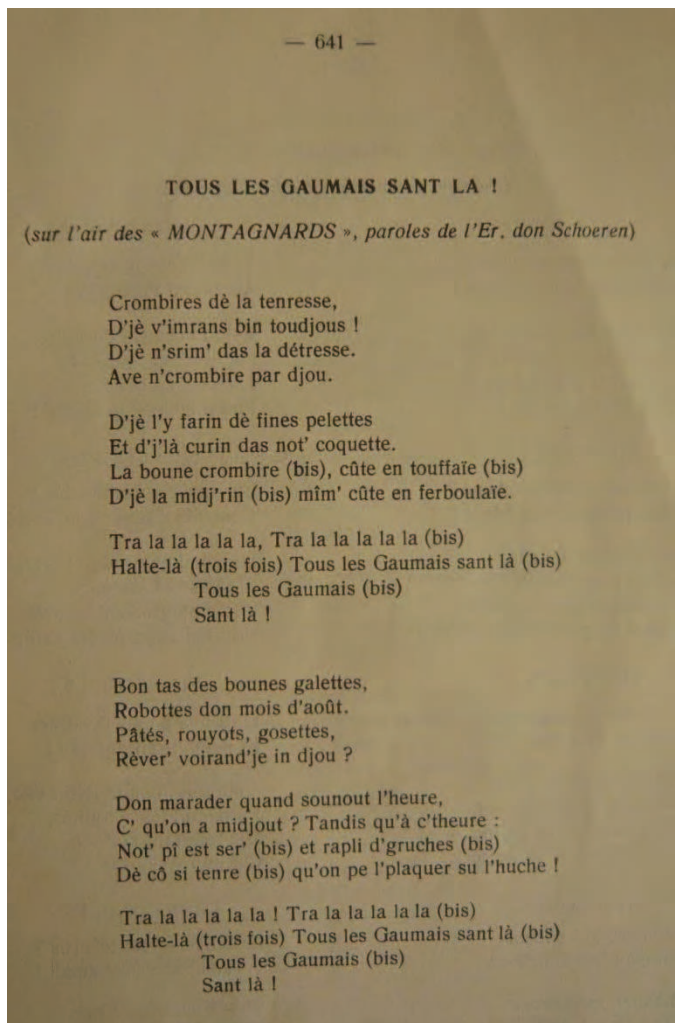 — 641 —
TOUS LES GAUMAIS SANT LA !
(sur l'air des « MONTAGNARDS », paroles de l'Er. don Schoeren)
Crombires dè la tenresse,
D'jè v'imrans bin toudjous !
D'jè n'srim' das la détresse.
Ave n'crombire par djou.
D'jè l'y farin dè fines pelettes
Et d'j'là curin das not' coquette.
La boune crombire (bis), cûte en touffaïe (bis)
D'jè la midj'rin (bis) mîm' cûte en ferboulaïe.
Tra la la la la la, Tra la la la la la (bis)
Halte-là (trois fois) Tous les Gaumais sant là (bis)
Tous les Gaumais (bis)
Sant là !
Bon tas des bounes galettes,
Robottes don mois d'août.
Pâtés, rouyots, gosettes,
Rèver' voirand'je in djou ?
Don marader quand sounout l'heure,
C' qu'on a midjout ? Tandis qu'à c'theure :
Not' pî est ser' (bis) et rapli d'gruches (bis)
Dè cô si tenre (bis) qu'on pe l'plaquer su l'huche !
Tra la la la la la ! Tra la la la la la (bis)
Halte-là (trois fois) Tous les Gaumais sant là (bis)
Tous les Gaumais (bis)
Sant là !